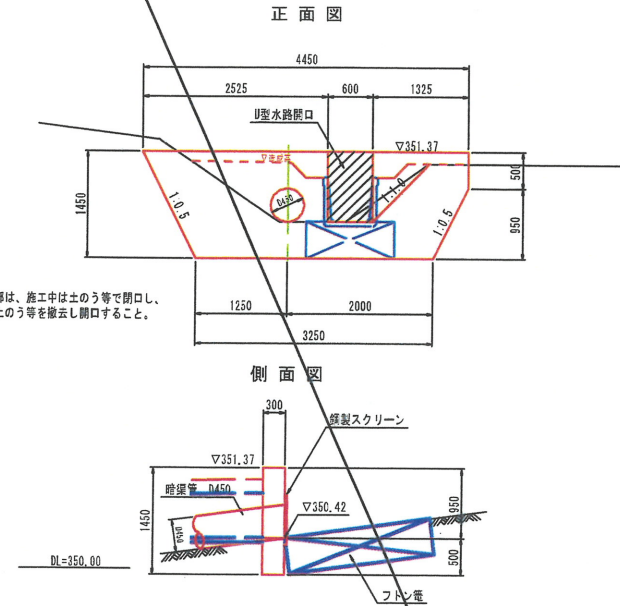 正面図
4450
2525 600 1325
U型水路開口
▽351.37
1450
1:0.5
D450
1:1.0
1:0.5
500
950
は、施工中は土のう等で閉口し、
土のう等を撤去し開口すること。
1250 2000
3250
側面図
300
鋼製スクリーン
▽351.37
暗渠管 D450
▽350.42
1450
D450
950
500
DL=350.00
フトン篭